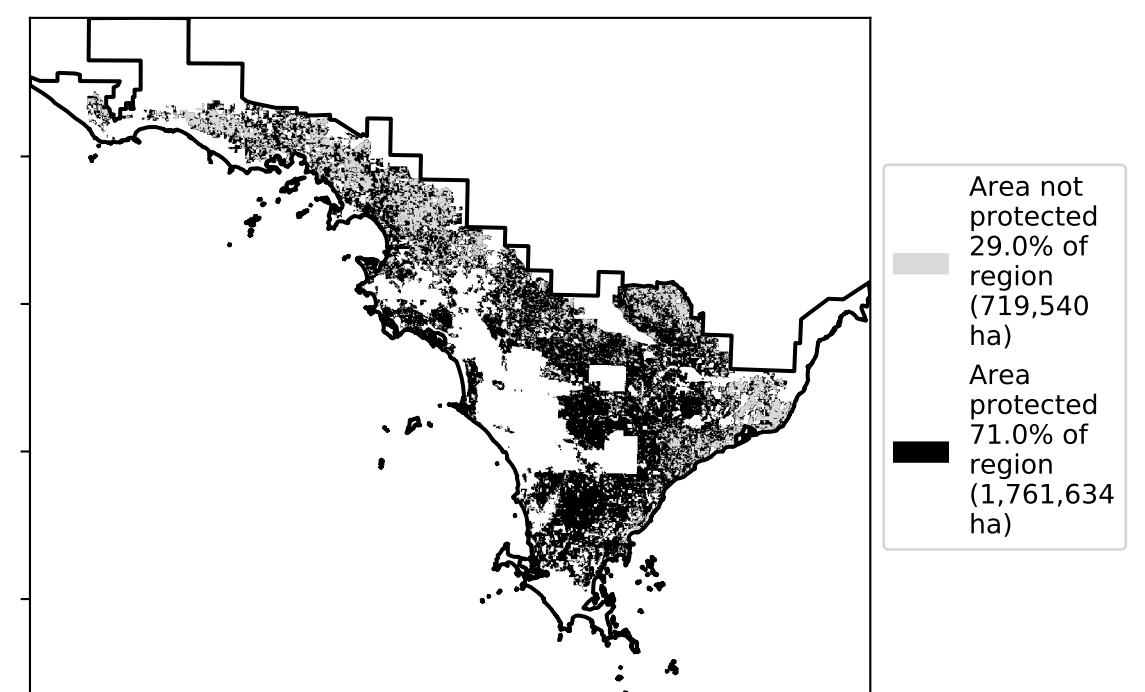 Area not
protected
29.0% of
region
(719,540
ha)
Area
protected
71.0% of
region
(1,761,634
ha)